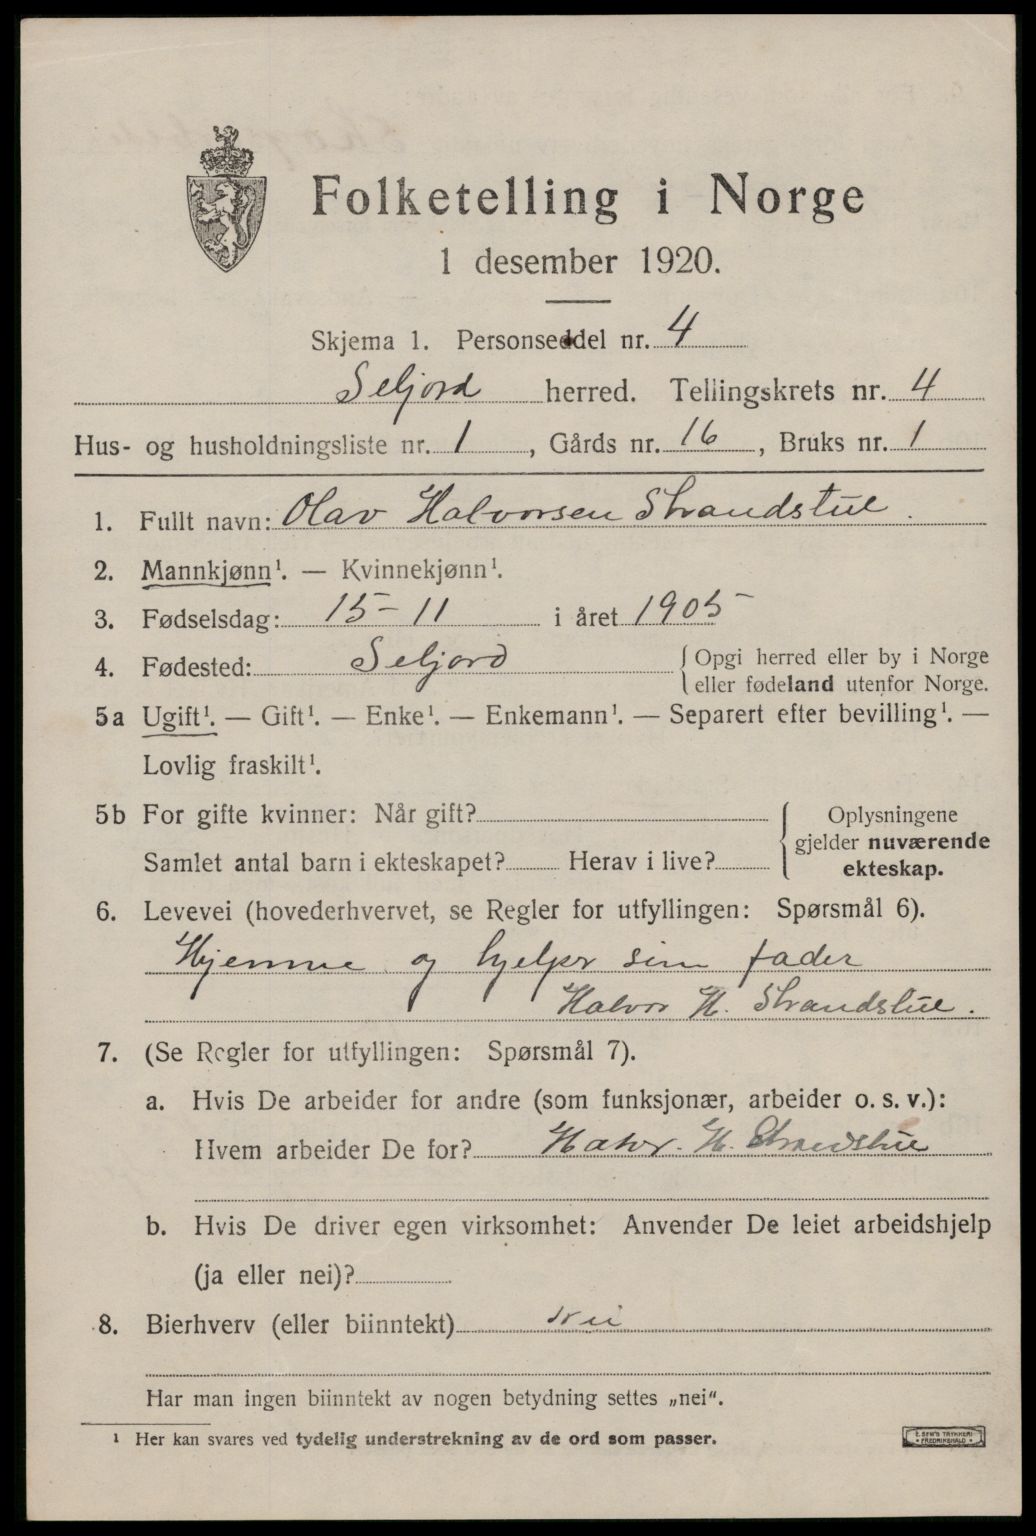 Folketelling i Norge
1 desember 1920.
Skjema 1. Personseddel nr. 4
Seljord herred. Tellingskrets nr. 4
Hus- og husholdningsliste nr. 1, Gårds nr. 16, Bruks nr. 1
1. Fullt navn: Olav Halvorsen Strandstul.
2. Mannkjønn¹. — Kvinnekjønn¹.
3. Fødselsdag: 15-11 i året 1905
4. Fødested: Seljord {Opgi herred eller by i Norge
eller fødeland utenfor Norge.
5a Ugift¹. — Gift¹. — Enke¹. — Enkemann¹. — Separert efter bevilling¹. —
Lovlig fraskilt¹.
5b For gifte kvinner: Når gift? { Oplysningene
gjelder nuværende
Samlet antal barn i ekteskapet? Herav i live?
ekteskap.
6. Levevei (hovederhvervet, se Regler for utfyllingen: Spørsmål 6).
Hjemme og hjelper sin fader
Halvor H. Strandstul.
7. (Se Regler for utfyllingen: Spørsmål 7).
a. Hvis De arbeider for andre (som funksjonær, arbeider o. s. v.):
Hvem arbeider De for? Halvor. H. Strandstul
b. Hvis De driver egen virksomhet: Anvender De leiet arbeidshjelp
(ja eller nei)?
8. Bierhverv (eller biinntekt) nei
Har man ingen biinntekt av nogen betydning settes „nei".
¹ Her kan svares ved tydelig understrekning av de ord som passer.
E. SEM'S TRYKKERI
FREDRIKSHALD